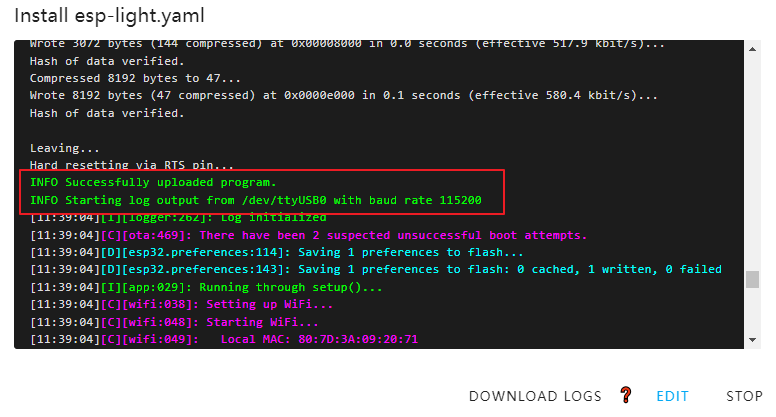 Install esp-light.yaml
Wrote 3072 bytes (144 compressed) at 0x00008000 in 0.0 seconds (effective 517.9 kbit/s)...
Hash of data verified.
Compressed 8192 bytes to 47...
Wrote 8192 bytes (47 compressed) at 0x0000e000 in 0.1 seconds (effective 580.4 kbit/s)...
Hash of data verified.
Leaving...
Hard resetting via RTS pin...
INFO Successfully uploaded program.
INFO Starting log output from /dev/ttyUSB0 with baud rate 115200
[11:39:04][I][logger:262]: Log initialized
[11:39:04][C][ota:469]: There have been 2 suspected unsuccessful boot attempts.
[11:39:04][D][esp32.preferences:114]: Saving 1 preferences to flash...
[11:39:04][D][esp32.preferences:143]: Saving 1 preferences to flash: 0 cached, 1 written, 0 failed
[11:39:04][I][app:029]: Running through setup()...
[11:39:04][C][wifi:038]: Setting up WiFi...
[11:39:04][C][wifi:048]: Starting WiFi...
[11:39:04][C][wifi:049]:   Local MAC: 80:7D:3A:09:20:71
DOWNLOAD LOGS ❓ EDIT STOP